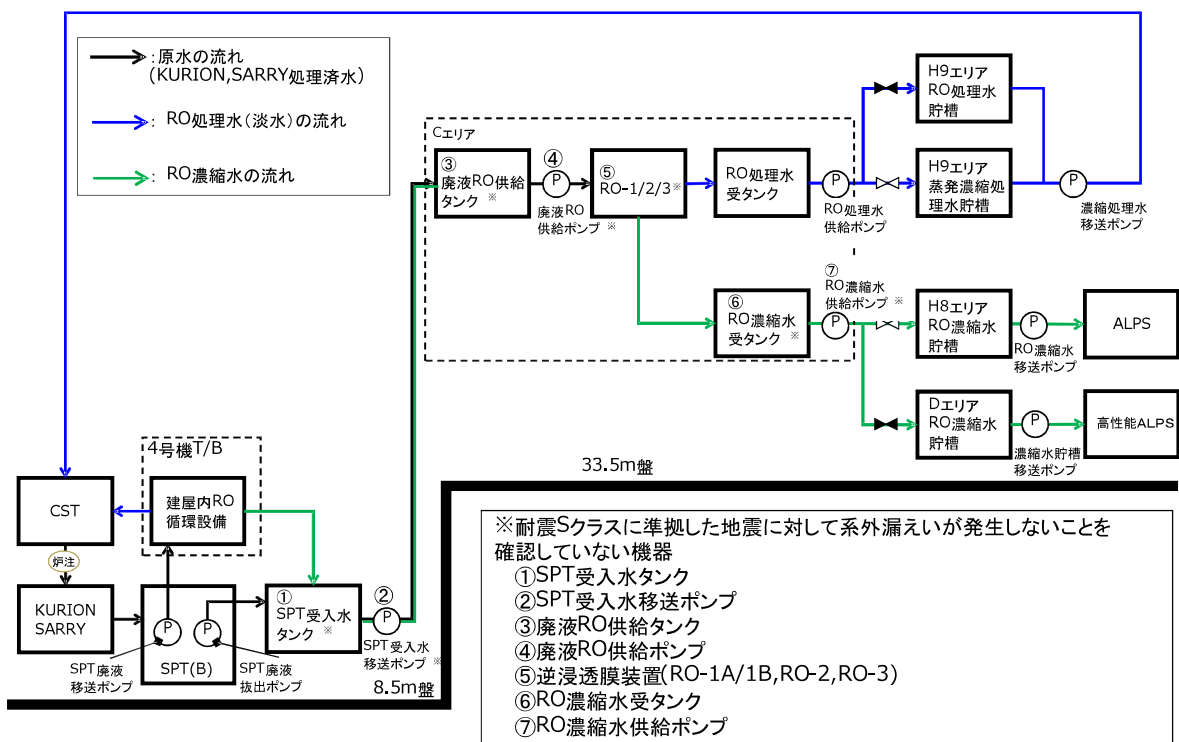 ：原水の流れ
(KURION,SARRY処理済水)
：RO処理水(淡水)の流れ
：RO濃縮水の流れ
Cエリア
③
廃液RO供給
タンク ※
④
P
廃液RO
供給ポンプ ※
⑤
RO-1/2/3※
RO処理水
受タンク
P
RO処理水
供給ポンプ
H9エリア
RO処理水
貯槽
H9エリア
蒸発濃縮処
理水貯槽
P
濃縮処理水
移送ポンプ
⑥
RO濃縮水
受タンク ※
⑦
RO濃縮水
供給ポンプ ※
P
H8エリア
RO濃縮水
貯槽
P
RO濃縮水
移送ポンプ
ALPS
Dエリア
RO濃縮水
貯槽
P
濃縮水貯槽
移送ポンプ
高性能ALPS
33.5m盤
4号機T/B
建屋内RO
循環設備
CST
炉注
KURION
SARRY
P
P
SPT(B)
SPT廃液
移送ポンプ
SPT廃液
抜出ポンプ
①
SPT受入水
タンク ※
②
P
SPT受入水
移送ポンプ ※
8.5m盤
※耐震Sクラスに準拠した地震に対して系外漏えいが発生しないことを
確認していない機器
①SPT受入水タンク
②SPT受入水移送ポンプ
③廃液RO供給タンク
④廃液RO供給ポンプ
⑤逆浸透膜装置(RO-1A/1B,RO-2,RO-3)
⑥RO濃縮水受タンク
⑦RO濃縮水供給ポンプ